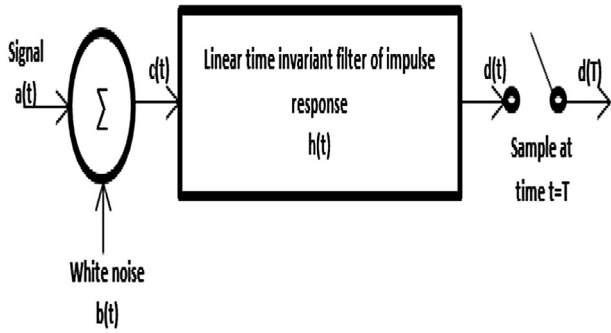 Signal
a(t)
∑
c(t)
Linear time invariant filter of impulse
response
h(t)
d(t)
d(T)
Sample at
time t=T
White noise
b(t)